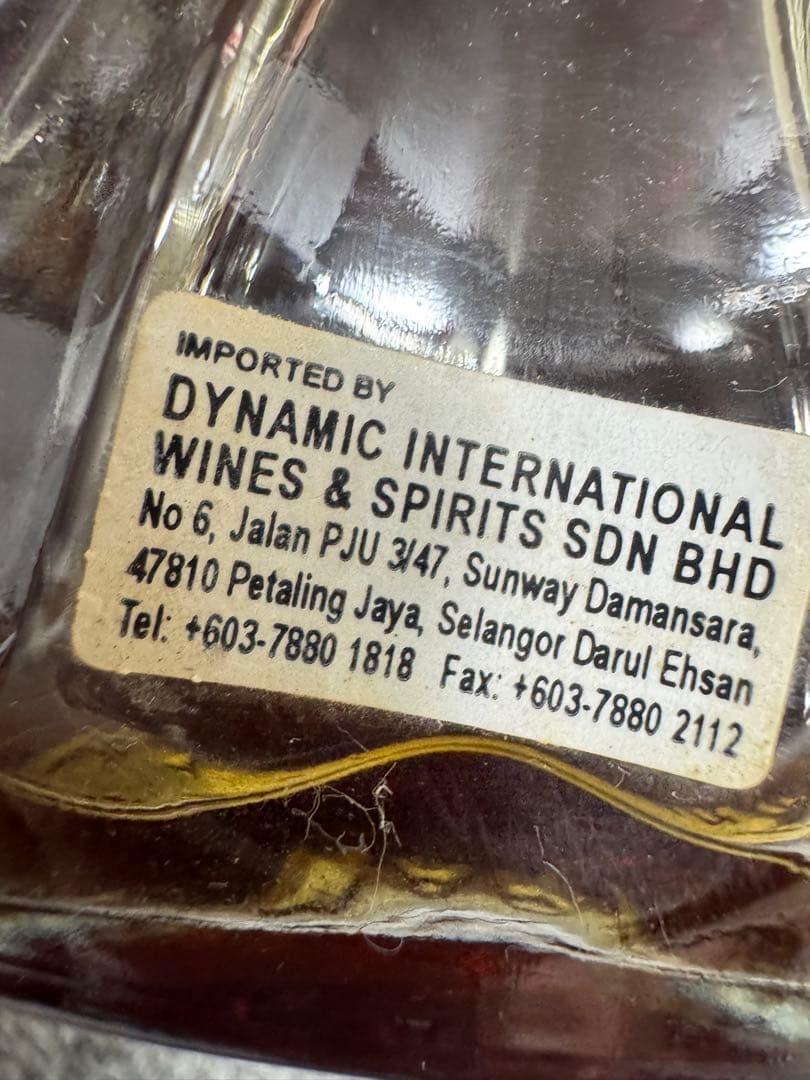 IMPORTED BY
DYNAMIC INTERNATIONAL
WINES & SPIRITS SDN BHD
No 6, Jalan PJU 3/47, Sunway Damansara,
47810 Petaling Jaya, Selangor Darul Ehsan
Tel: +603-7880 1818 Fax: +603-7880 2112